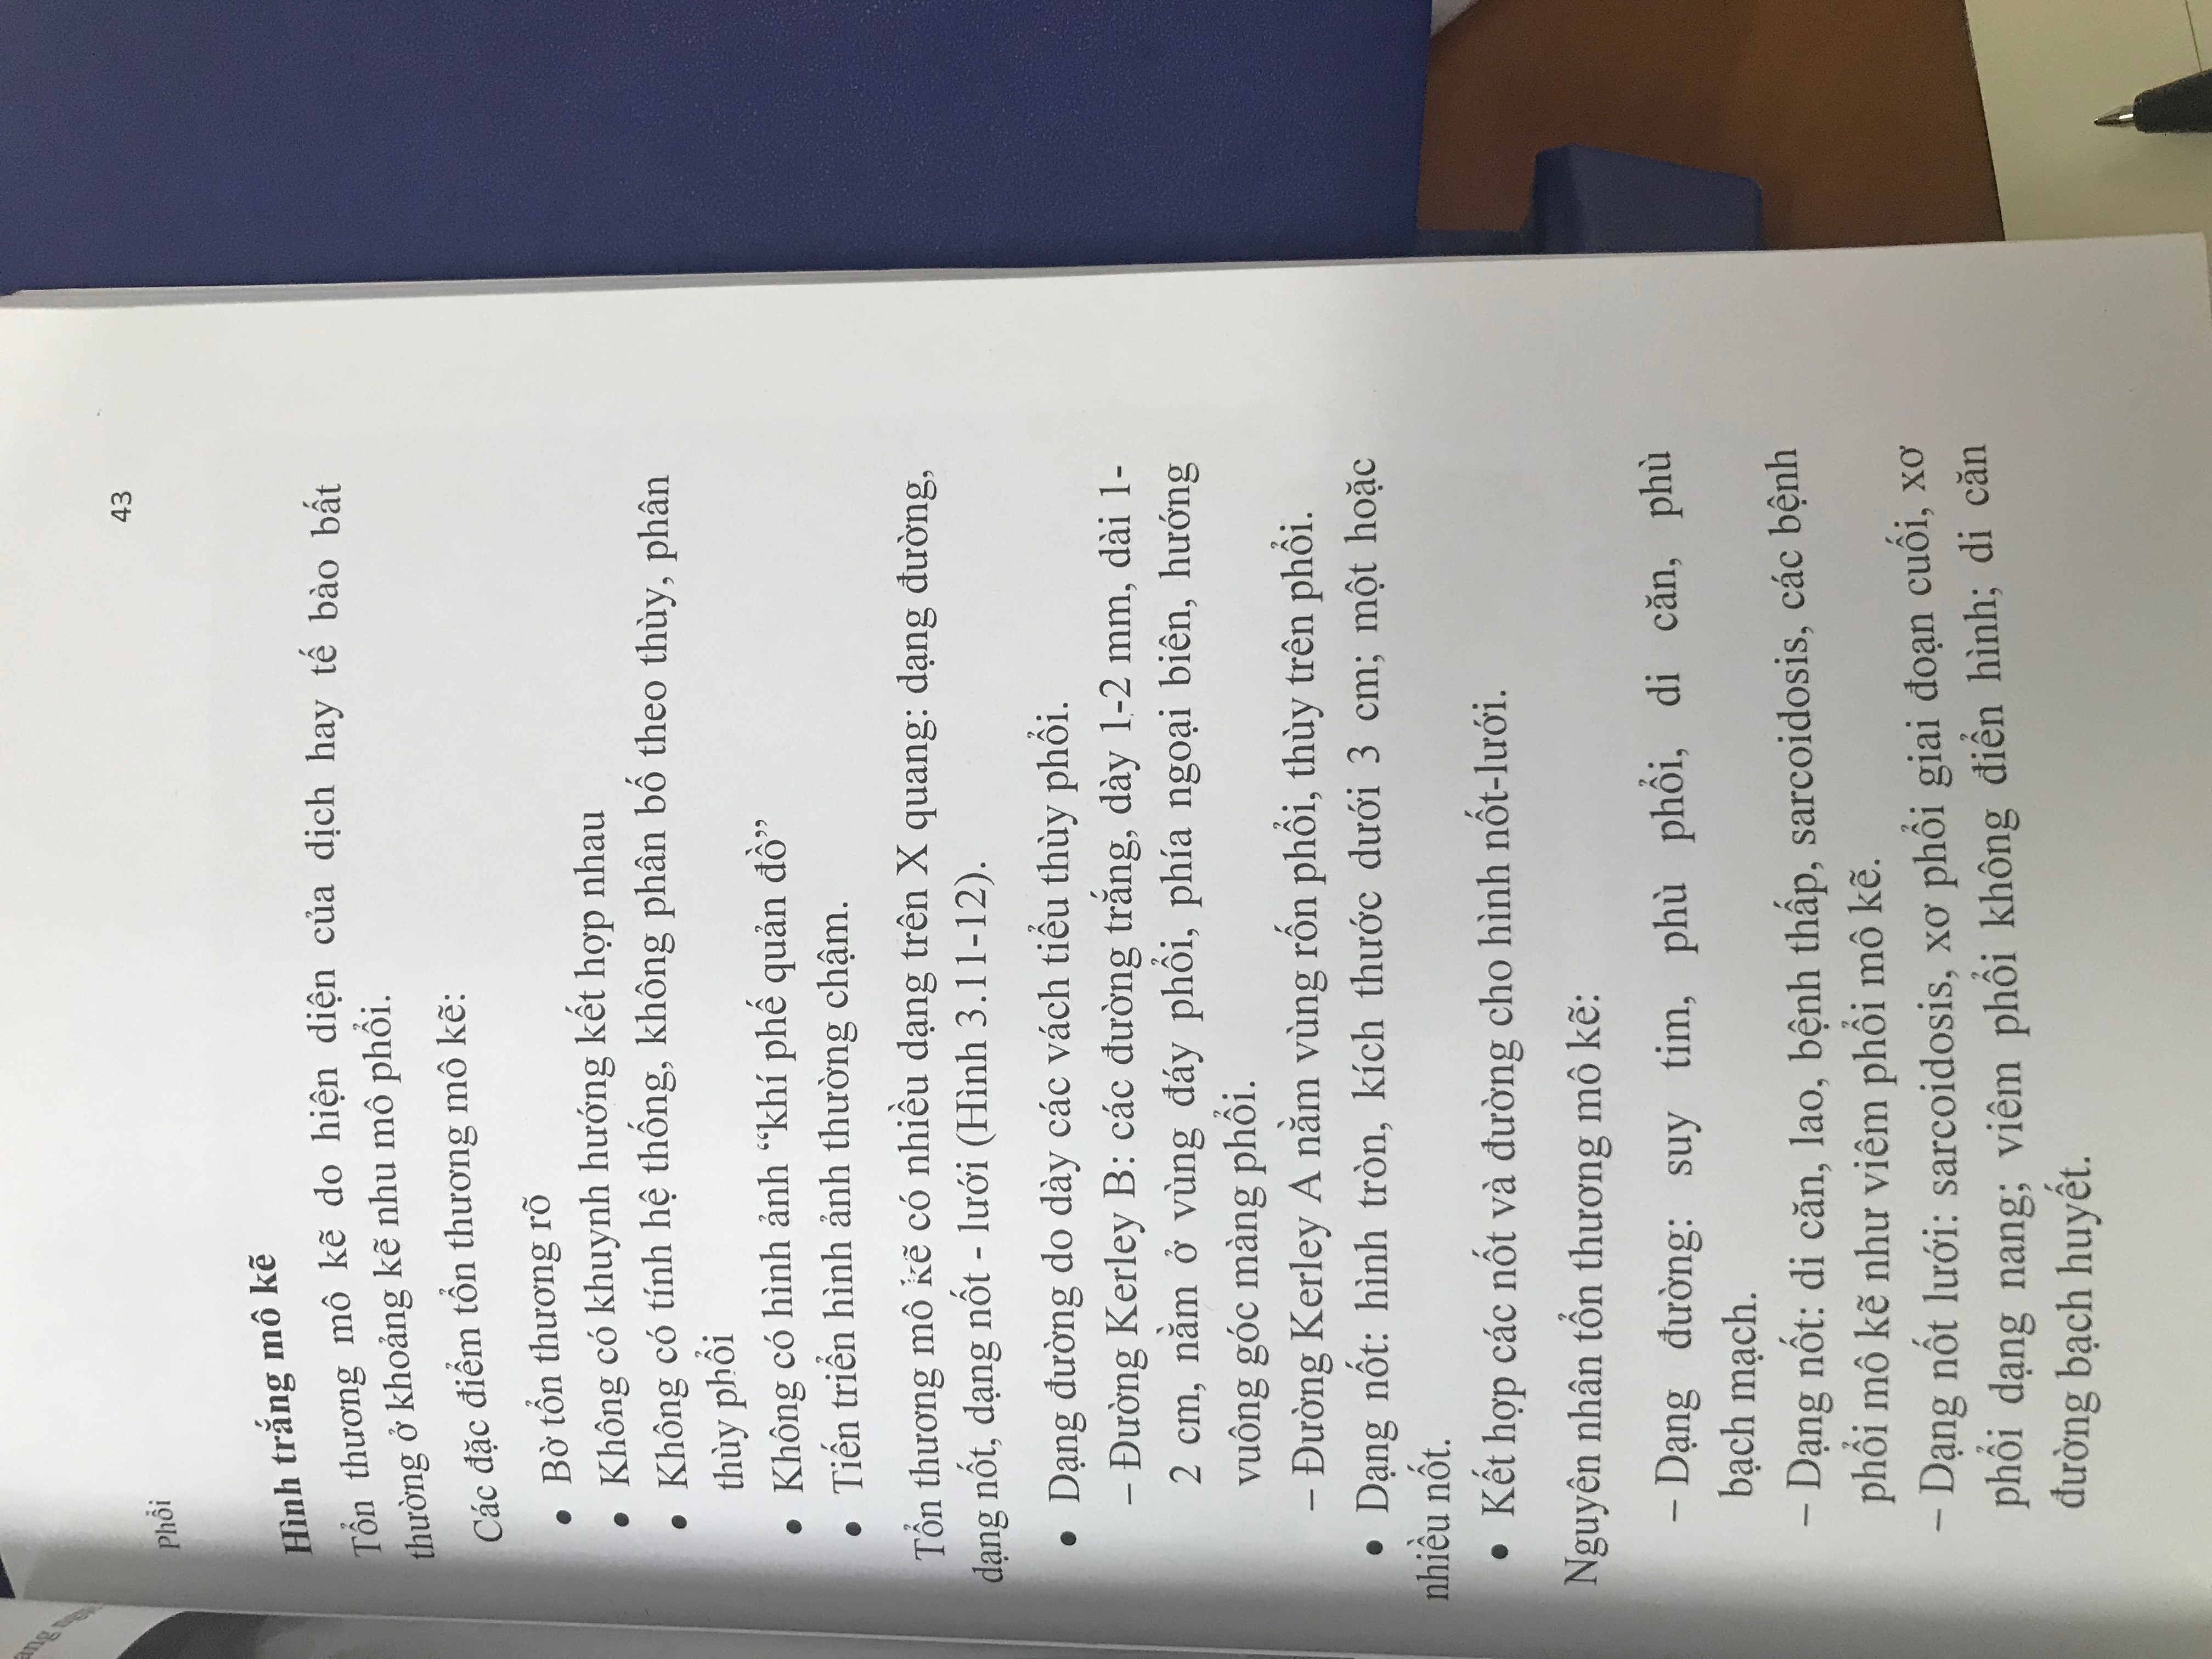 43
Phổi
Hình trắng mô kẽ
Tổn thương mô kẽ do hiện diện của dịch hay tế bào bất
thường ở khoảng kẽ nhu mô phổi.
Các đặc điểm tổn thương mô kẽ:
• Bờ tổn thương rõ
• Không có khuynh hướng kết hợp nhau
• Không có tính hệ thống, không phân bố theo thùy, phân
thùy phổi
• Không có hình ảnh “khí phế quản đồ”
• Tiến triển hình ảnh thường chậm.
Tổn thương mô kẽ có nhiều dạng trên X quang: dạng đường,
dạng nốt, dạng nốt - lưới (Hình 3.11-12).
• Dạng đường do dày các vách tiểu thùy phổi.
– Đường Kerley B: các đường trắng, dày 1-2 mm, dài 1-
2 cm, nằm ở vùng đáy phổi, phía ngoại biên, hướng
vuông góc màng phổi.
– Đường Kerley A nằm vùng rốn phổi, thùy trên phổi.
• Dạng nốt: hình tròn, kích thước dưới 3 cm; một hoặc
nhiều nốt.
• Kết hợp các nốt và đường cho hình nốt-lưới.
Nguyên nhân tổn thương mô kẽ:
– Dạng đường: suy tim, phù phổi, di căn, phù
bạch mạch.
– Dạng nốt: di căn, lao, bệnh thấp, sarcoidosis, các bệnh
phổi mô kẽ như viêm phổi mô kẽ.
– Dạng nốt lưới: sarcoidosis, xơ phổi giai đoạn cuối, xơ
phổi dạng nang; viêm phổi không điển hình; di căn
đường bạch huyết.